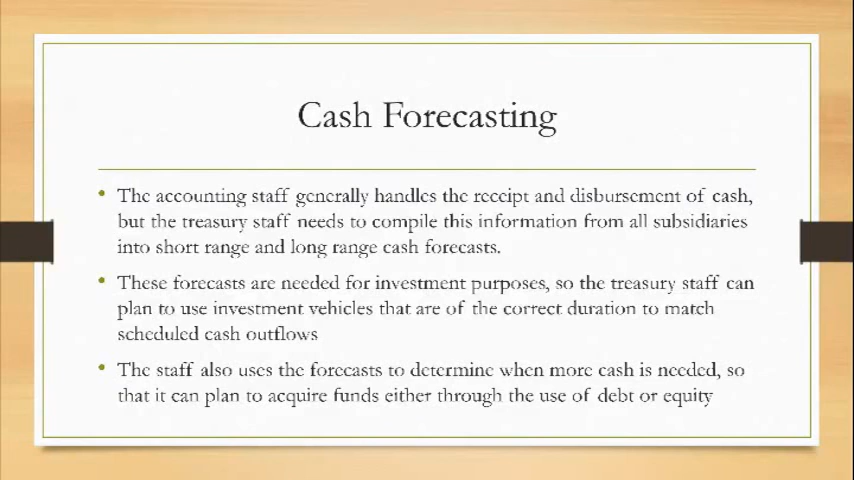 Cash Forecasting
• The accounting staff generally handles the receipt and disbursement of cash,
but the treasury staff needs to compile this information from all subsidiaries
into short range and long range cash forecasts.
• These forecasts are needed for investment purposes, so the treasury staff can
plan to use investment vehicles that are of the correct duration to match
scheduled cash outflows
• The staff also uses the forecasts to determine when more cash is needed, so
that it can plan to acquire funds either through the use of debt or equity